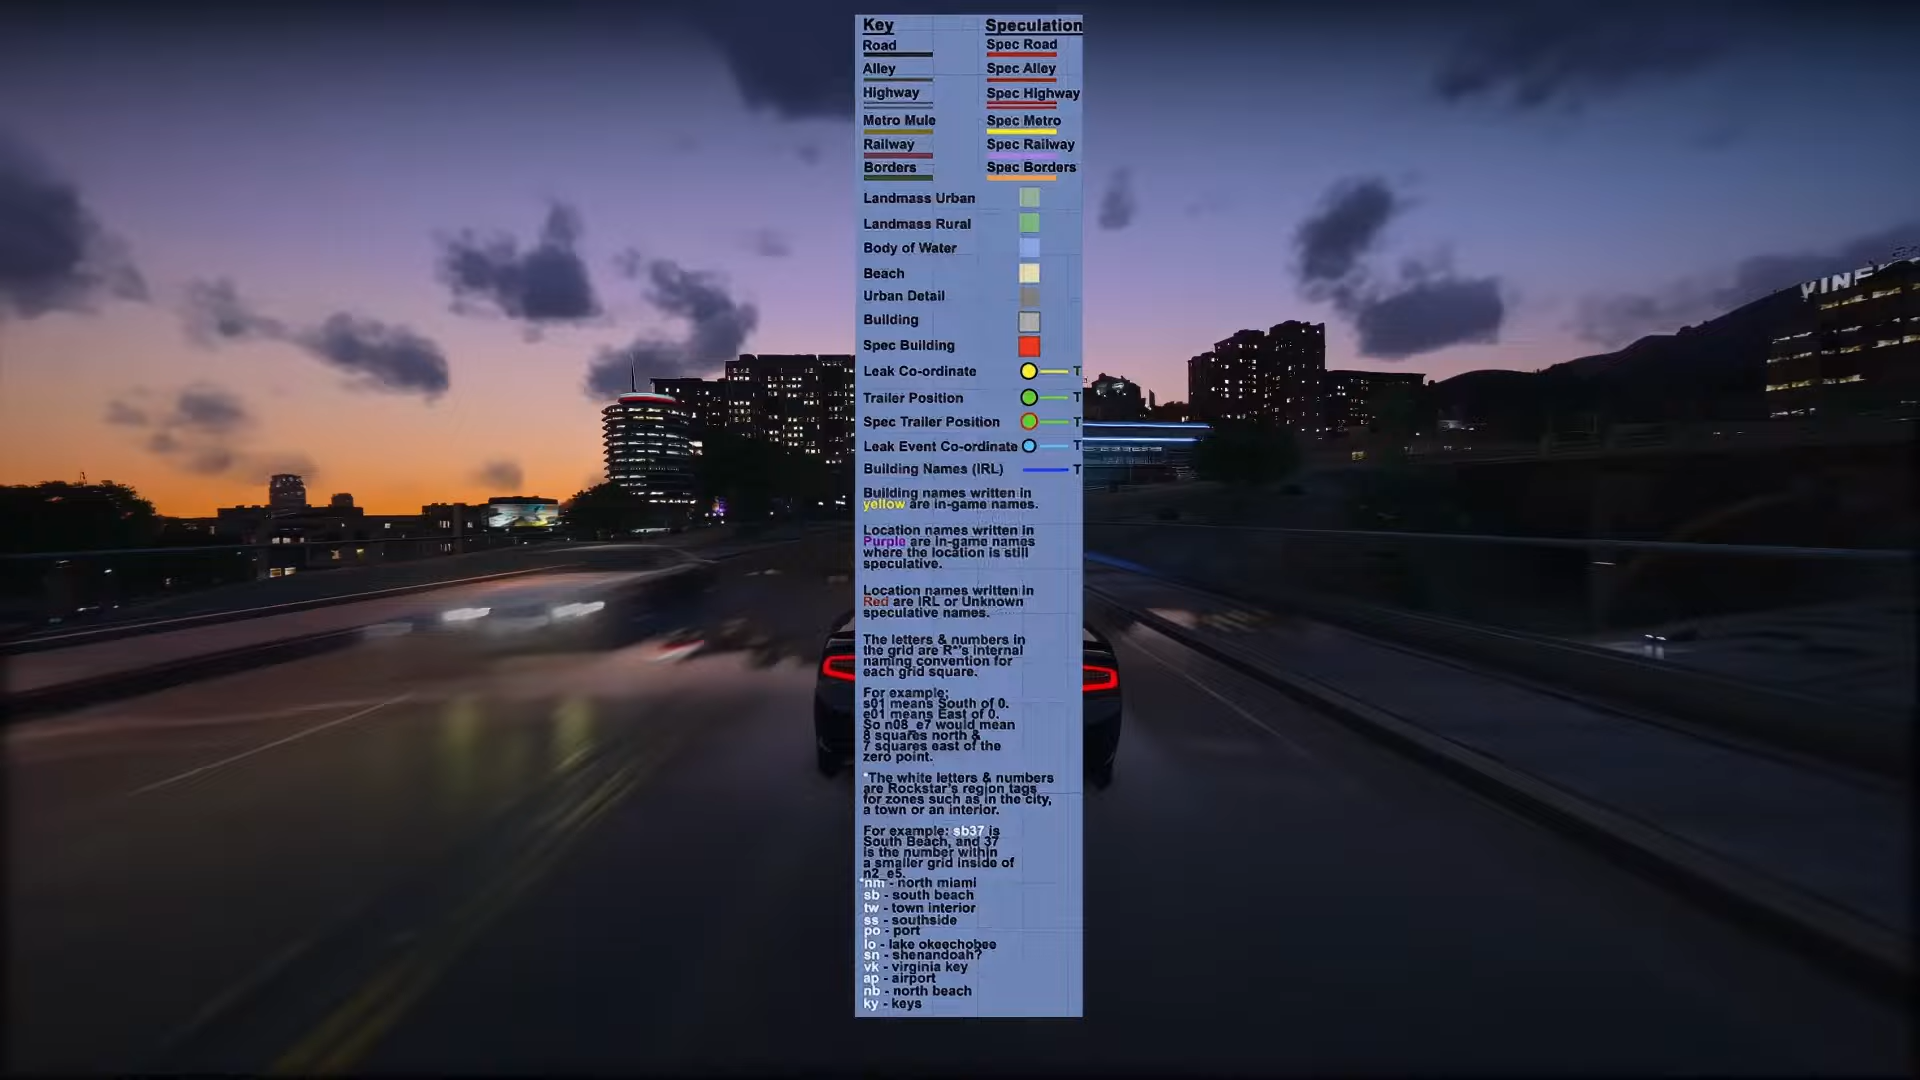 Key Speculation
Road Spec Road
Alley Spec Alley
Highway Spec Highway
Metro Mule Spec Metro
Railway Spec Railway
Borders Spec Borders
Landmass Urban
Landmass Rural
Body of Water
Beach
Urban Detail
Building
Spec Building
Leak Co-ordinate T
Trailer Position T
Spec Trailer Position T
Leak Event Co-ordinate T
Building Names (IRL) T
Building names written in
yellow are in-game names.
Location names written in
Purple are in-game names
where the location is still
speculative.
Location names written in
Red are IRL or Unknown
speculative names.
The letters & numbers in
the grid are R*'s internal
naming convention for
each grid square.
For example;
s01 means South of 0.
e01 means East of 0.
So n08_e7 would mean
8 squares north &
7 squares east of the
zero point.
*The white letters & numbers
are Rockstar's region tags
for zones such as in the city,
a town or an interior.
For example: sb37 is
South Beach, and 37
is the number within
a smaller grid inside of
n2_e5.
*nm - north miami
sb - south beach
tw - town interior
ss - southside
po - port
lo - lake okeechobee
sn - shenandoah?
vk - virginia key
ap - airport
nb - north beach
ky - keys
VINE